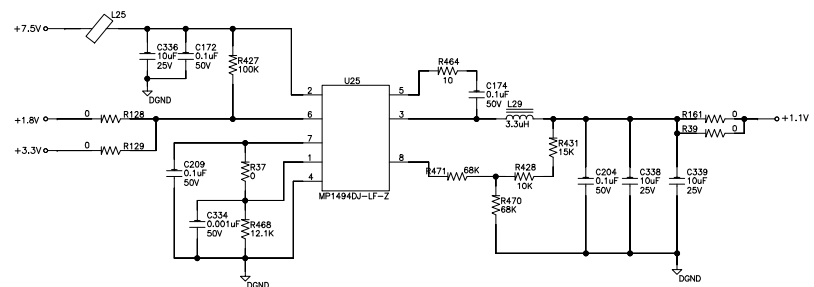 L25
+7.5V
C336
10uF
25V
C172
0.1uF
50V
R427
100K
DGND
+1.8V
0
R128
+3.3V
0
R129
U25
2
6
7
1
4
5
3
8
MP1494DJ-LF-Z
R464
10
C174
0.1uF
50V
L29
3.3uH
R431
15K
R471
68K
R428
10K
R470
68K
C209
0.1uF
50V
R37
0
C334
0.001uF
50V
R468
12.1K
DGND
C204
0.1uF
50V
C338
10uF
25V
C339
10uF
25V
R161
0
R39
0
+1.1V
DGND